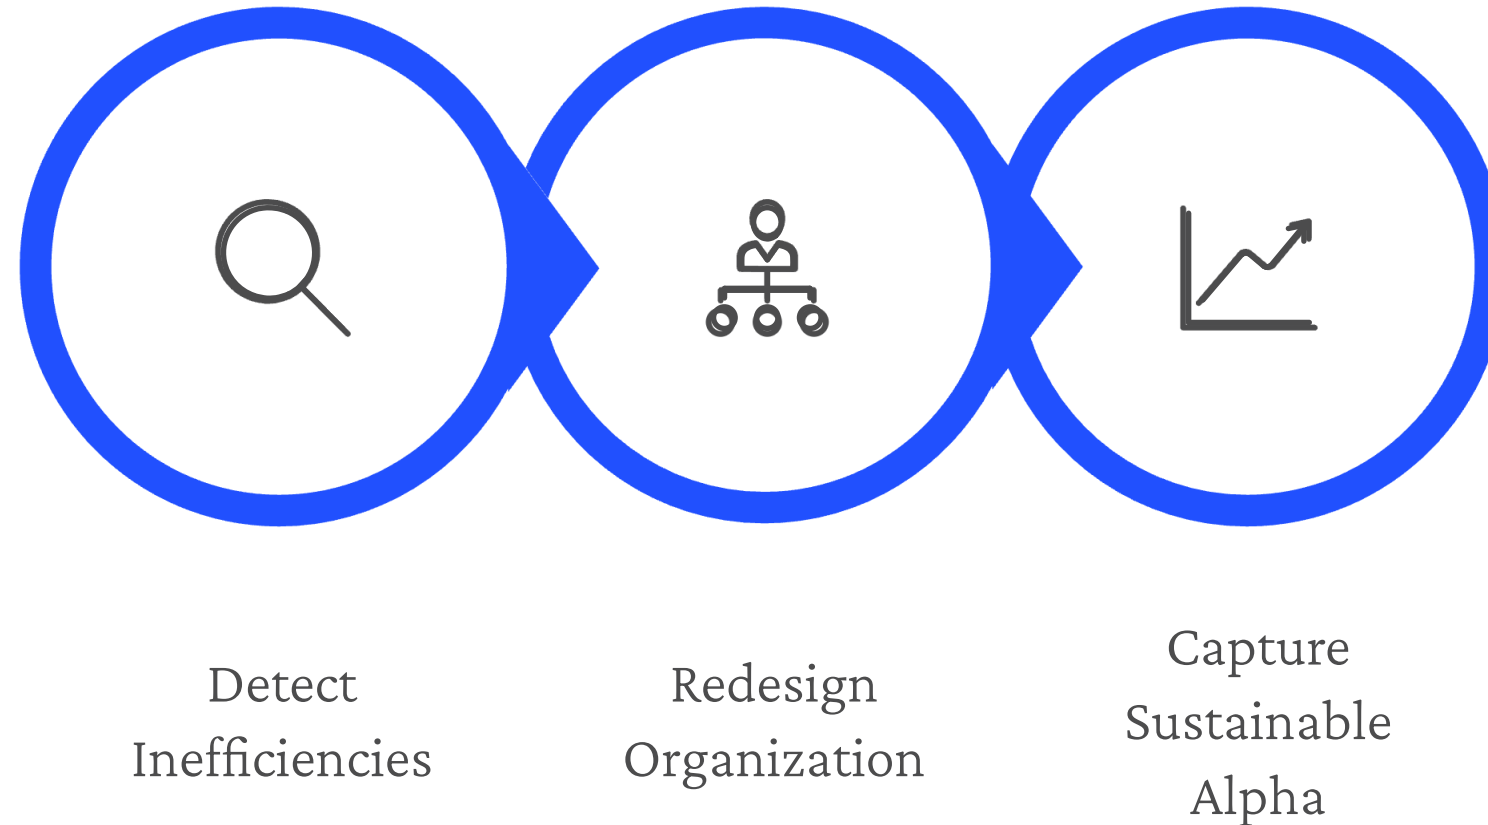 Detect
Inefficiencies
Redesign
Organization
Capture
Sustainable
Alpha